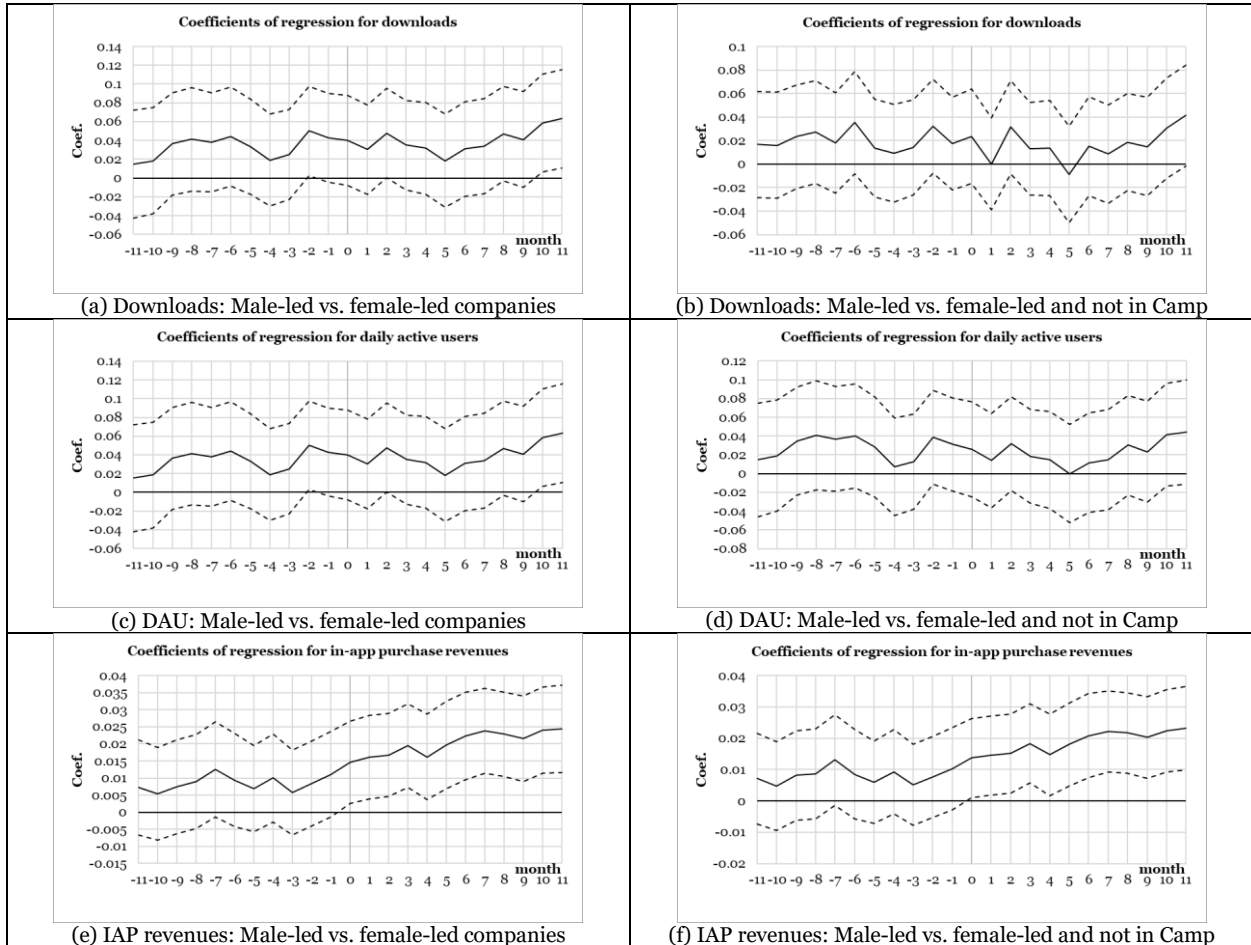 Coefficients of regression for downloads
0.14
0.12
0.1
0.08
0.06
0.04
0.02
0
-0.02
-0.04
-0.06
Coef.
month
-11 -10 -9 -8 -7 -6 -5 -4 -3 -2 -1 0 1 2 3 4 5 6 7 8 9 10 11
(a) Downloads: Male-led vs. female-led companies
Coefficients of regression for downloads
0.1
0.08
0.06
0.04
0.02
0
-0.02
-0.04
-0.06
Coef.
month
-11 -10 -9 -8 -7 -6 -5 -4 -3 -2 -1 0 1 2 3 4 5 6 7 8 9 10 11
(b) Downloads: Male-led vs. female-led and not in Camp
Coefficients of regression for daily active users
0.14
0.12
0.1
0.08
0.06
0.04
0.02
0
-0.02
-0.04
-0.06
Coef.
month
-11 -10 -9 -8 -7 -6 -5 -4 -3 -2 -1 0 1 2 3 4 5 6 7 8 9 10 11
(c) DAU: Male-led vs. female-led companies
Coefficients of regression for daily active users
0.12
0.1
0.08
0.06
0.04
0.02
0
-0.02
-0.04
-0.06
-0.08
Coef.
month
-11 -10 -9 -8 -7 -6 -5 -4 -3 -2 -1 0 1 2 3 4 5 6 7 8 9 10 11
(d) DAU: Male-led vs. female-led and not in Camp
Coefficients of regression for in-app purchase revenues
0.04
0.035
0.03
0.025
0.02
0.015
0.01
0.005
0
-0.005
-0.01
-0.015
Coef.
month
-11 -10 -9 -8 -7 -6 -5 -4 -3 -2 -1 0 1 2 3 4 5 6 7 8 9 10 11
(e) IAP revenues: Male-led vs. female-led companies
Coefficients of regression for in-app purchase revenues
0.04
0.03
0.02
0.01
0
-0.01
-0.02
Coef.
month
-11 -10 -9 -8 -7 -6 -5 -4 -3 -2 -1 0 1 2 3 4 5 6 7 8 9 10 11
(f) IAP revenues: Male-led vs. female-led and not in Camp